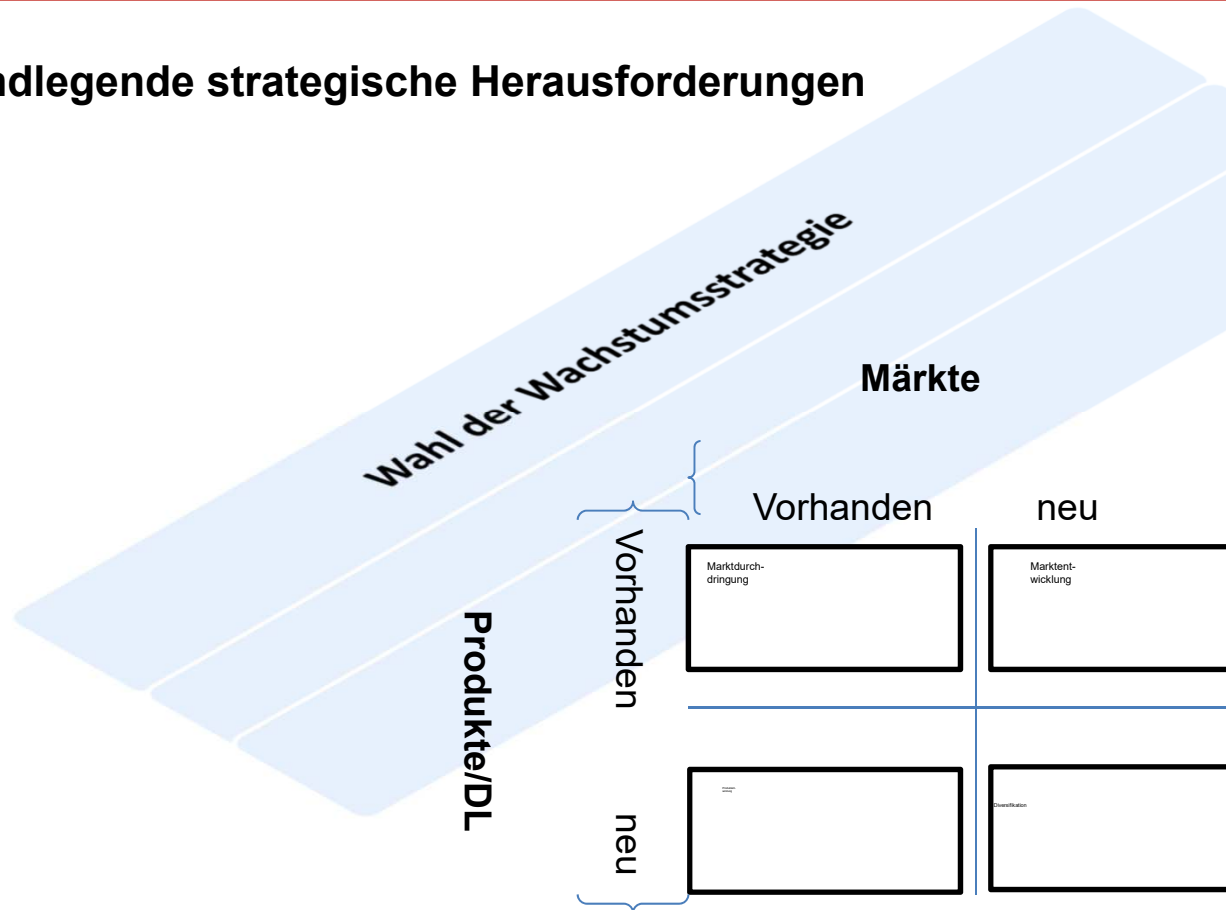 ndlegende strategische Herausforderungen
Wahl der Wachstumsstrategie
Märkte
Vorhanden neu
Produkte/DL
Vorhanden
neu
Marktdurch-
dringung
Marktent-
wicklung
Diversifikation